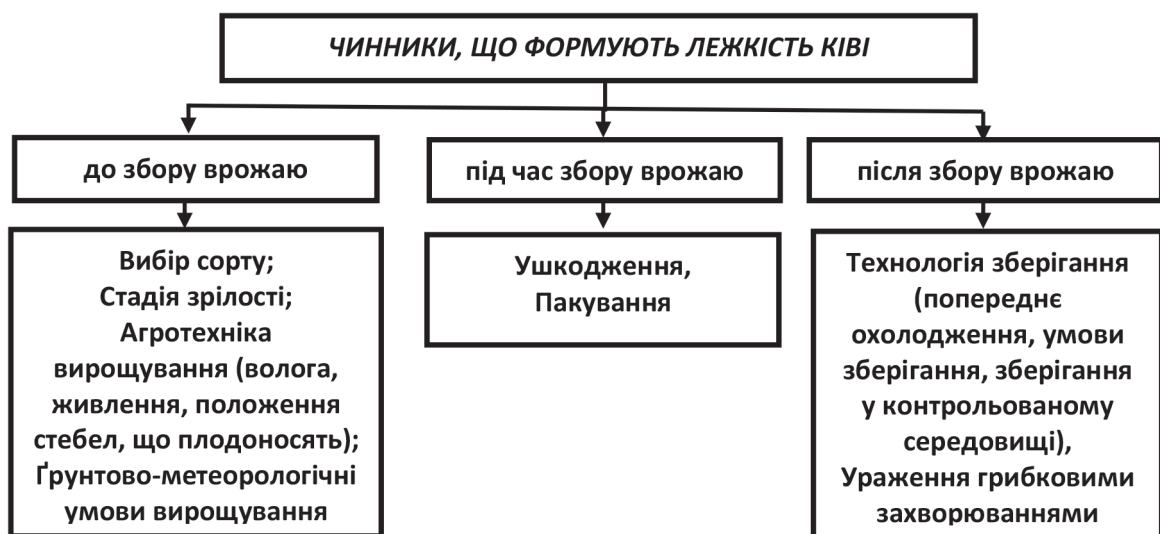 ЧИННИКИ, ЩО ФОРМУЮТЬ ЛЕЖКІСТЬ КІВІ
до збору врожаю
Вибір сорту;
Стадія зрілості;
Агротехніка
вирощування (волога,
живлення, положення
стебел, що плодоносять);
Ґрунтово-метеорологічні
умови вирощування
під час збору врожаю
Ушкодження,
Пакування
після збору врожаю
Технологія зберігання
(попереднє
охолодження, умови
зберігання, зберігання
у контрольованому
середовищі),
Ураження грибковими
захворюваннями